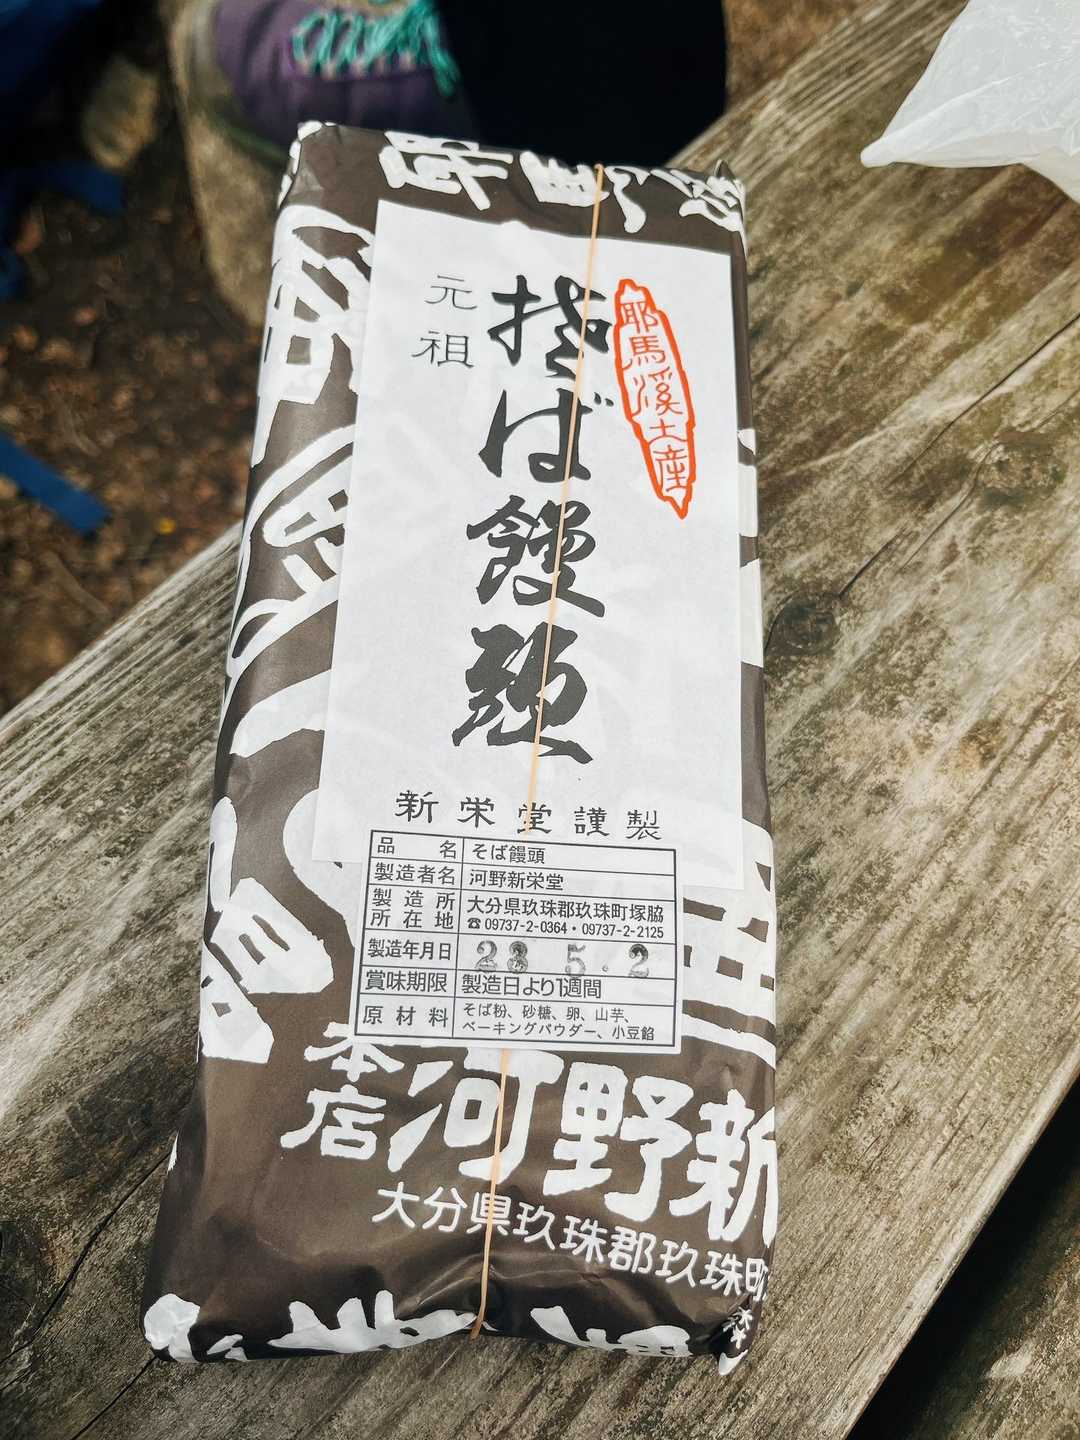 耶馬溪土産
元祖
そば饅頭
新栄堂謹製
品名 そば饅頭
製造者名 河野新栄堂
製造所所在地 大分県玖珠郡玖珠町塚脇
☎09737-2-0364・09737-2-2125
製造年月日 23 5.2
賞味期限 製造日より1週間
原材料 そば粉、砂糖、卵、山芋、
ベーキングパウダー、小豆餡
本店
河野新
大分県玖珠郡玖珠町